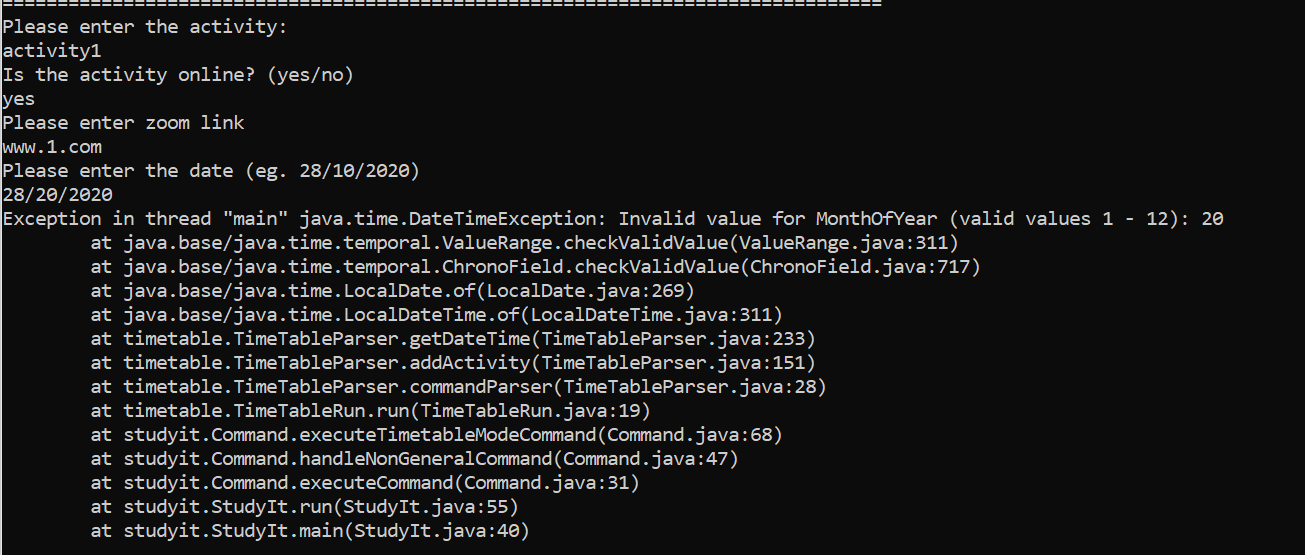 ================================================================================
Please enter the activity:
activity1
Is the activity online? (yes/no)
yes
Please enter zoom link
www.1.com
Please enter the date (eg. 28/10/2020)
28/20/2020
Exception in thread "main" java.time.DateTimeException: Invalid value for MonthOfYear (valid values 1 - 12): 20
        at java.base/java.time.temporal.ValueRange.checkValidValue(ValueRange.java:311)
        at java.base/java.time.temporal.ChronoField.checkValidValue(ChronoField.java:717)
        at java.base/java.time.LocalDate.of(LocalDate.java:269)
        at java.base/java.time.LocalDateTime.of(LocalDateTime.java:311)
        at timetable.TimeTableParser.getDateTime(TimeTableParser.java:233)
        at timetable.TimeTableParser.addActivity(TimeTableParser.java:151)
        at timetable.TimeTableParser.commandParser(TimeTableParser.java:28)
        at timetable.TimeTableRun.run(TimeTableRun.java:19)
        at studyit.Command.executeTimetableModeCommand(Command.java:68)
        at studyit.Command.handleNonGeneralCommand(Command.java:47)
        at studyit.Command.executeCommand(Command.java:31)
        at studyit.StudyIt.run(StudyIt.java:55)
        at studyit.StudyIt.main(StudyIt.java:40)